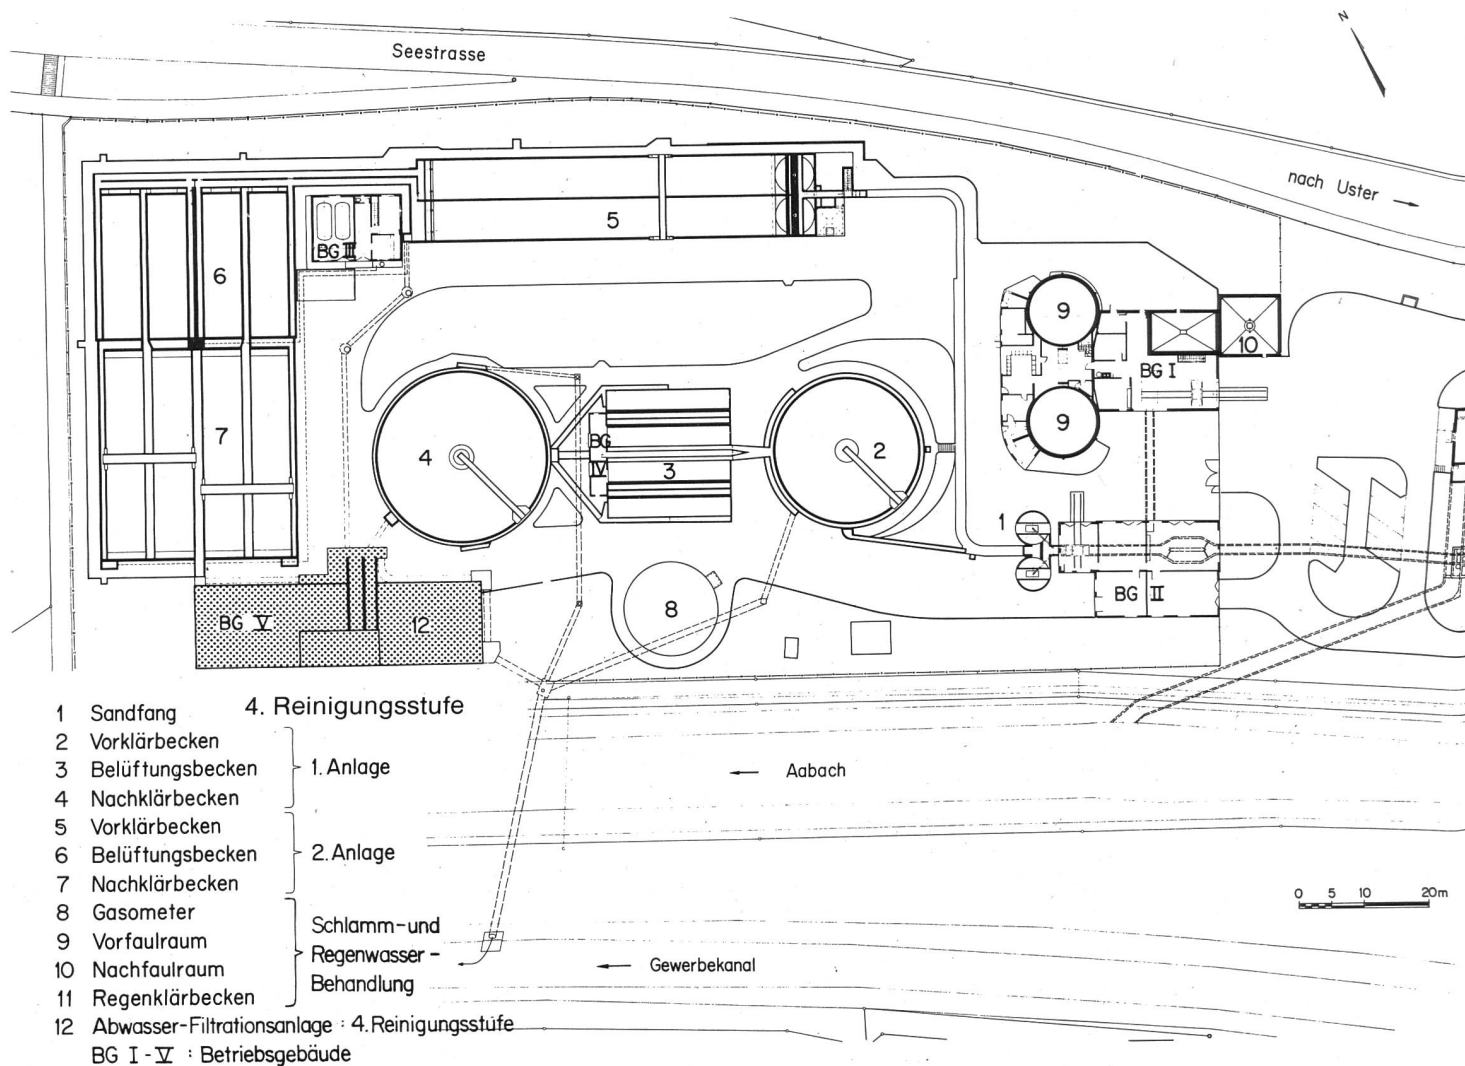 N
Seestrasse
nach Uster
5
6
BG III
9
10
BG I
7
4
BG IV
3
2
9
1
BG II
8
BG V
12
4. Reinigungsstufe
1 Sandfang
2 Vorklärbecken
3 Belüftungsbecken
1. Anlage
4 Nachklärbecken
5 Vorklärbecken
6 Belüftungsbecken
2. Anlage
7 Nachklärbecken
8 Gasometer
9 Vorfaulraum
10 Nachfaulraum
11 Regenklärbecken
Schlamm-und
Regenwasser-
Behandlung
12 Abwasser-Filtrationsanlage : 4. Reinigungsstufe
BG I-V : Betriebsgebäude
Aabach
Gewerbekanal
0 5 10 20m